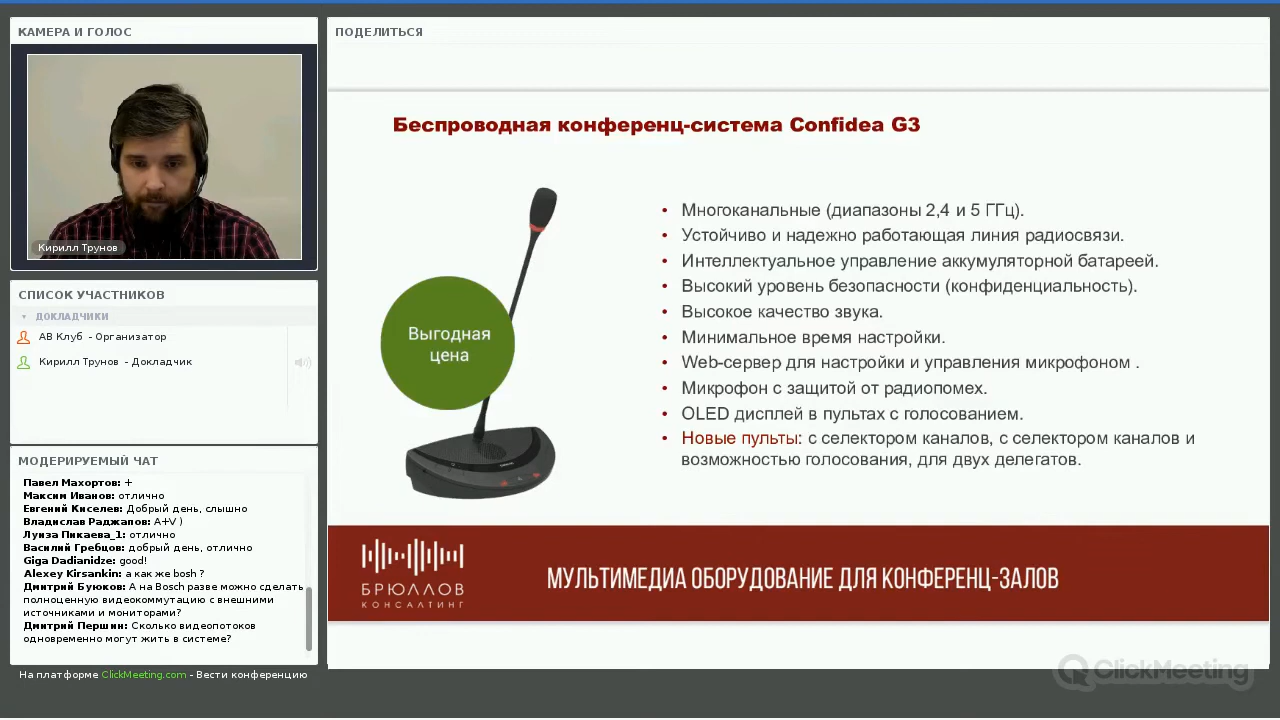 КАМЕРА И ГОЛОС
Кирилл Трунов
СПИСОК УЧАСТНИКОВ
ДОКЛАДЧИКИ
АВ Клуб - Организатор
Кирилл Трунов - Докладчик
МОДЕРИРУЕМЫЙ ЧАТ
Павел Махортов: +
Максим Иванов: отлично
Евгений Киселев: Добрый день, слышно
Владислав Раджапов: A+V )
Луиза Пикаева_1: отлично
Василий Гребцов: добрый день, отлично
Giga Dadianidze: good!
Alexey Kirsankin: а как же bosh ?
Дмитрий Буюков: А на Bosch разве можно сделать
полноценную видеокоммутацию с внешними
источниками и мониторами?
Дмитрий Першин: Сколько видеопотоков
одновременно могут жить в системе?
На платформе ClickMeeting.com - Вести конференцию
ПОДЕЛИТЬСЯ
Беспроводная конференц-система Confidea G3
Выгодная
цена
• Многоканальные (диапазоны 2,4 и 5 ГГц).
• Устойчиво и надежно работающая линия радиосвязи.
• Интеллектуальное управление аккумуляторной батареей.
• Высокий уровень безопасности (конфиденциальность).
• Высокое качество звука.
• Минимальное время настройки.
• Web-сервер для настройки и управления микрофоном .
• Микрофон с защитой от радиопомех.
• OLED дисплей в пультах с голосованием.
• Новые пульты: с селектором каналов, с селектором каналов и
возможностью голосования, для двух делегатов.
БРЮЛЛОВ
КОНСАЛТИНГ
МУЛЬТИМЕДИА ОБОРУДОВАНИЕ ДЛЯ КОНФЕРЕНЦ-ЗАЛОВ
ClickMeeting